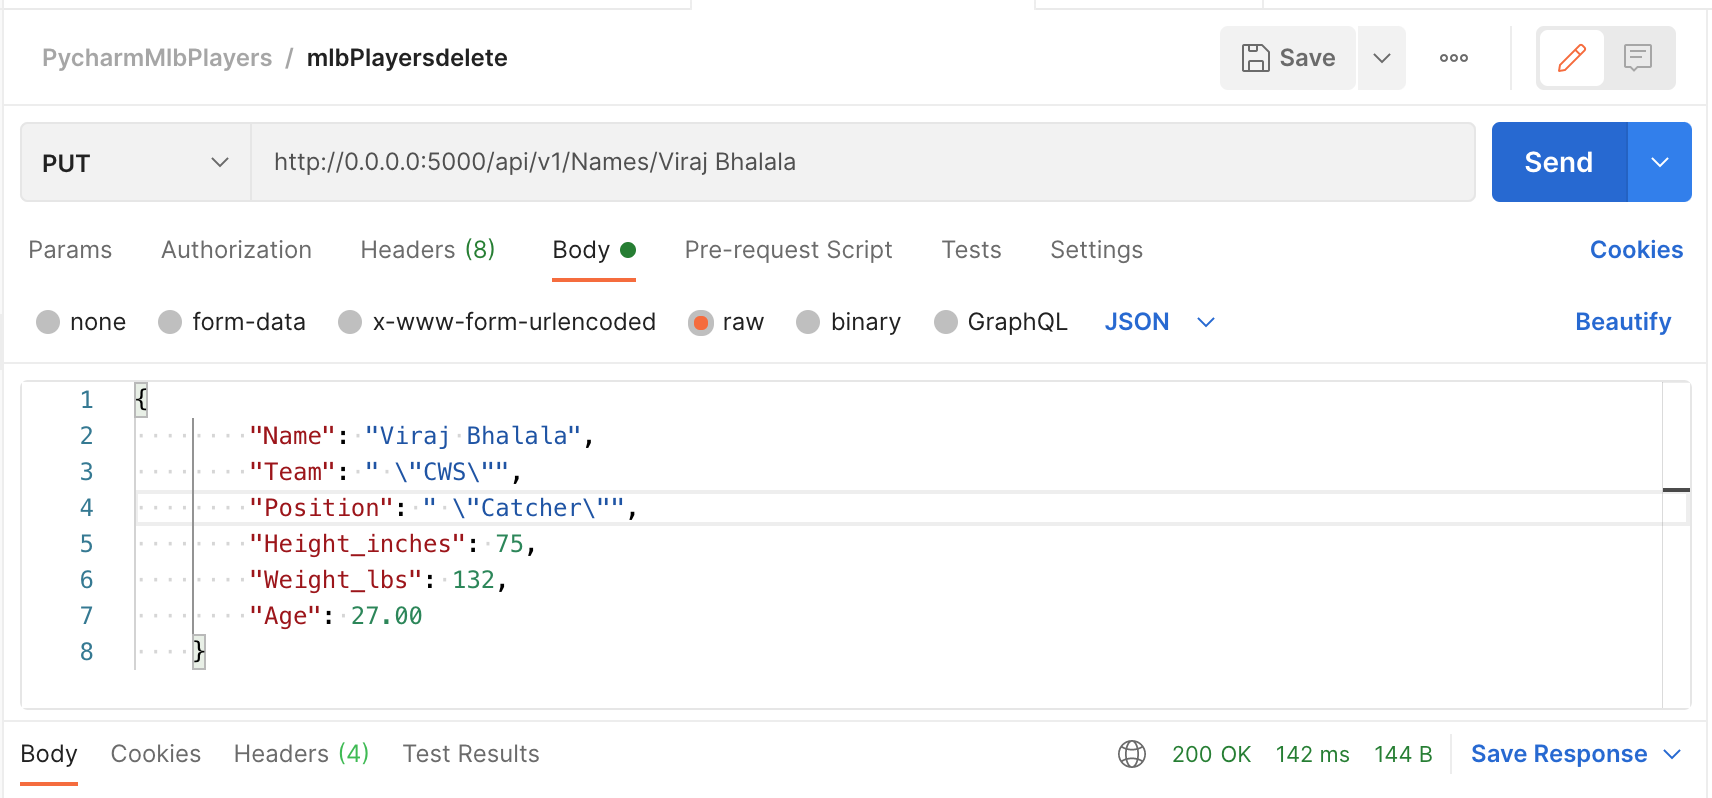 PycharmMlbPlayers / mlbPlayersdelete
Save
PUT
http://0.0.0.0:5000/api/v1/Names/Viraj Bhalala
Send
Params Authorization Headers (8) Body Pre-request Script Tests Settings Cookies
none form-data x-www-form-urlencoded raw binary GraphQL JSON Beautify
1 {
2 "Name": "Viraj Bhalala",
3 "Team": " \"CWS\"",
4 "Position": " \"Catcher\"",
5 "Height_inches": 75,
6 "Weight_lbs": 132,
7 "Age": 27.00
8 }
Body Cookies Headers (4) Test Results 200 OK 142 ms 144 B Save Response